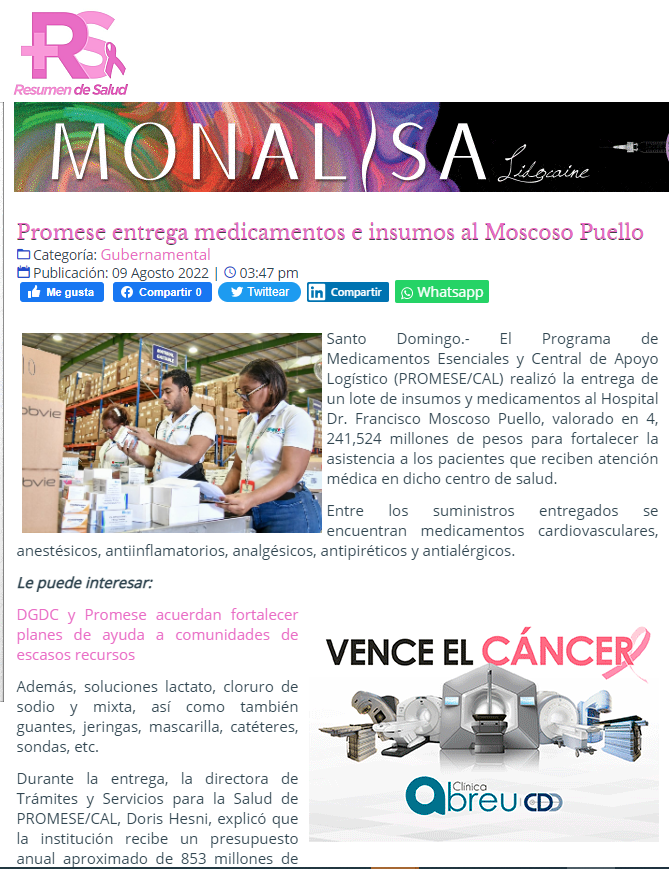 RS
Resumen de Salud
MONALISA Lidocaine
Promese entrega medicamentos e insumos al Moscoso Puello
Categoría: Gubernamental
Publicación: 09 Agosto 2022 | 03:47 pm
Me gusta Compartir 0 Twittear Compartir Whatsapp
Santo Domingo.- El Programa de
Medicamentos Esenciales y Central de Apoyo
Logístico (PROMESE/CAL) realizó la entrega de
un lote de insumos y medicamentos al Hospital
Dr. Francisco Moscoso Puello, valorado en 4,
241,524 millones de pesos para fortalecer la
asistencia a los pacientes que reciben atención
médica en dicho centro de salud.
Entre los suministros entregados se
encuentran medicamentos cardiovasculares,
anestésicos, antiinflamatorios, analgésicos, antipiréticos y antialérgicos.
Le puede interesar:
DGDC y Promese acuerdan fortalecer
planes de ayuda a comunidades de
escasos recursos
Además, soluciones lactato, cloruro de
sodio y mixta, así como también
guantes, jeringas, mascarilla, catéteres,
sondas, etc.
Durante la entrega, la directora de
Trámites y Servicios para la Salud de
PROMESE/CAL, Doris Hesni, explicó que
la institución recibe un presupuesto
anual aproximado de 853 millones de
VENCE EL CÁNCER
Clínica
Abreu CDD